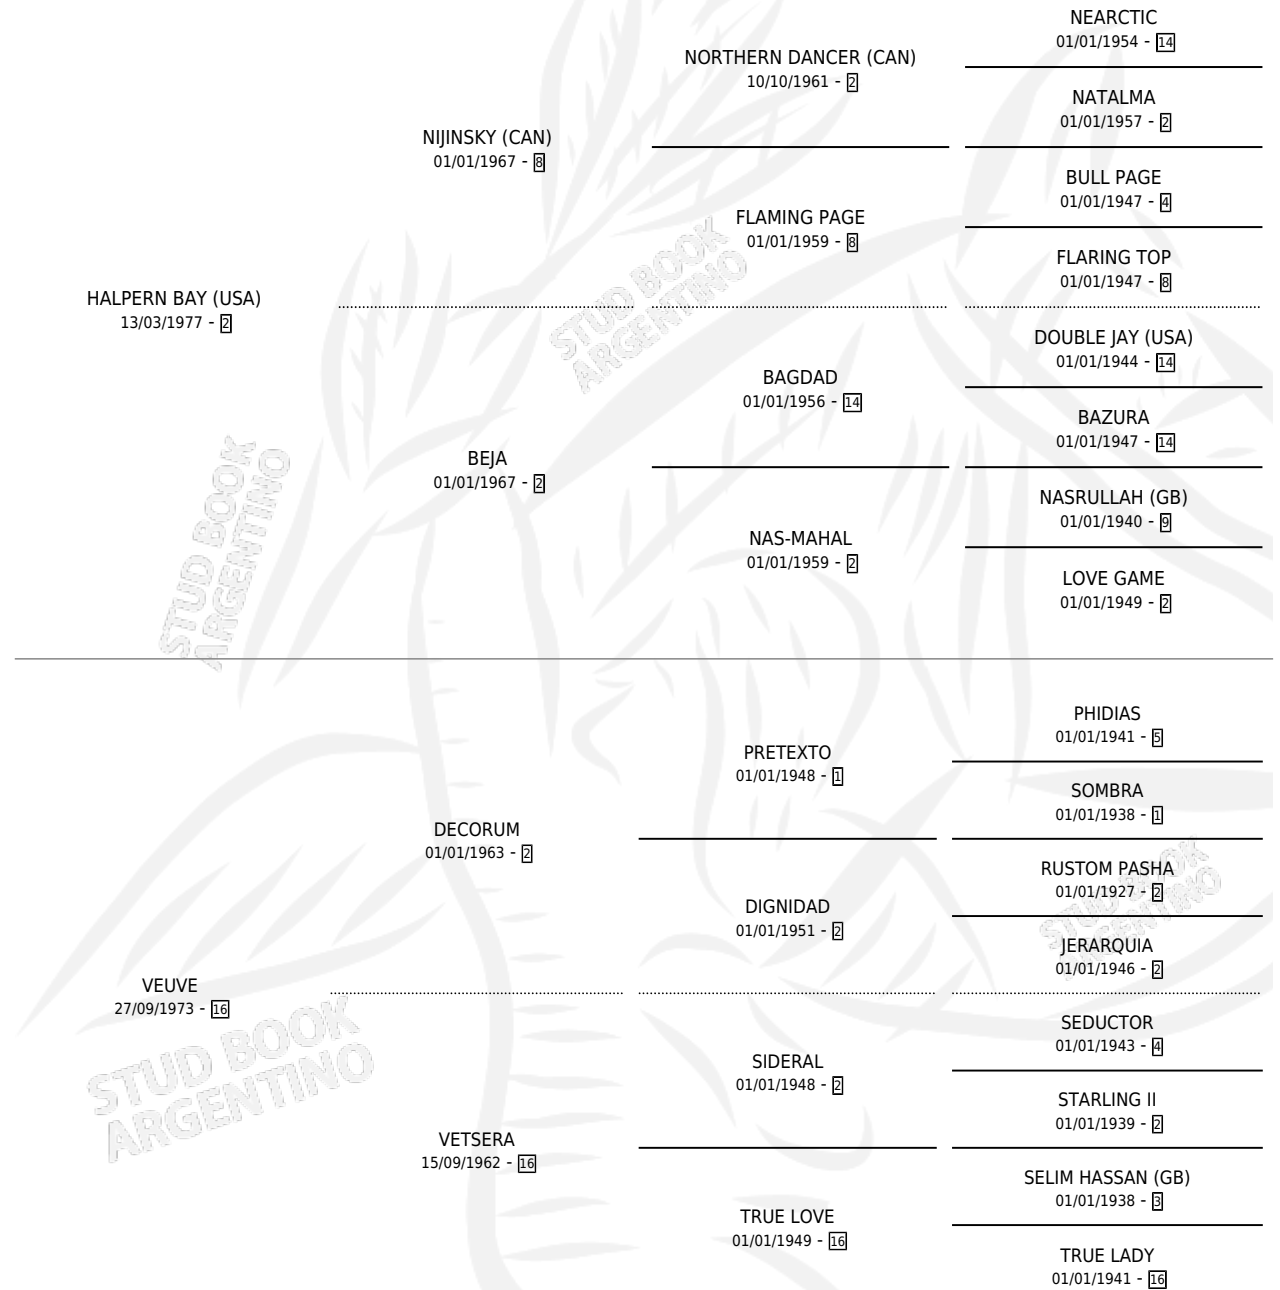 NEARCTIC
01/01/1954 - 14
NORTHERN DANCER (CAN)
10/10/1961 - 2
NATALMA
01/01/1957 - 2
NIJINSKY (CAN)
01/01/1967 - 8
BULL PAGE
01/01/1947 - 4
FLAMING PAGE
01/01/1959 - 8
FLARING TOP
01/01/1947 - 8
HALPERN BAY (USA)
13/03/1977 - 2
DOUBLE JAY (USA)
01/01/1944 - 14
BAGDAD
01/01/1956 - 14
BAZURA
01/01/1947 - 14
BEJA
01/01/1967 - 2
NASRULLAH (GB)
01/01/1940 - 9
NAS-MAHAL
01/01/1959 - 2
LOVE GAME
01/01/1949 - 2
PHIDIAS
01/01/1941 - 5
PRETEXTO
01/01/1948 - 1
SOMBRA
01/01/1938 - 1
DECORUM
01/01/1963 - 2
RUSTOM PASHA
01/01/1927 - 2
DIGNIDAD
01/01/1951 - 2
JERARQUIA
01/01/1946 - 2
VEUVE
27/09/1973 - 16
SEDUCTOR
01/01/1943 - 4
SIDERAL
01/01/1948 - 2
STARLING II
01/01/1939 - 2
VETSERA
15/09/1962 - 16
SELIM HASSAN (GB)
01/01/1938 - 3
TRUE LOVE
01/01/1949 - 16
TRUE LADY
01/01/1941 - 16
STUD BOOK
ARGENTINO
STUD BOOK
ARGENTINO
STUD BOOK
ARGENTINO
STUD BOOK
ARGENTINO